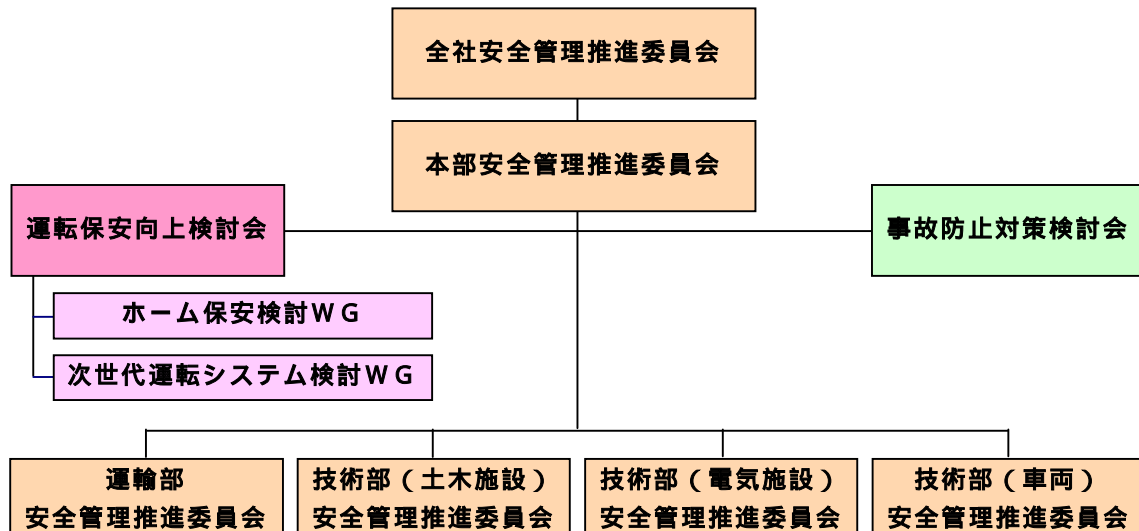 全社安全管理推進委員会
本部安全管理推進委員会
運転保安向上検討会
事故防止対策検討会
ホーム保安検討ＷＧ
次世代運転システム検討ＷＧ
運輸部
安全管理推進委員会
技術部（土木施設）
安全管理推進委員会
技術部（電気施設）
安全管理推進委員会
技術部（車両）
安全管理推進委員会